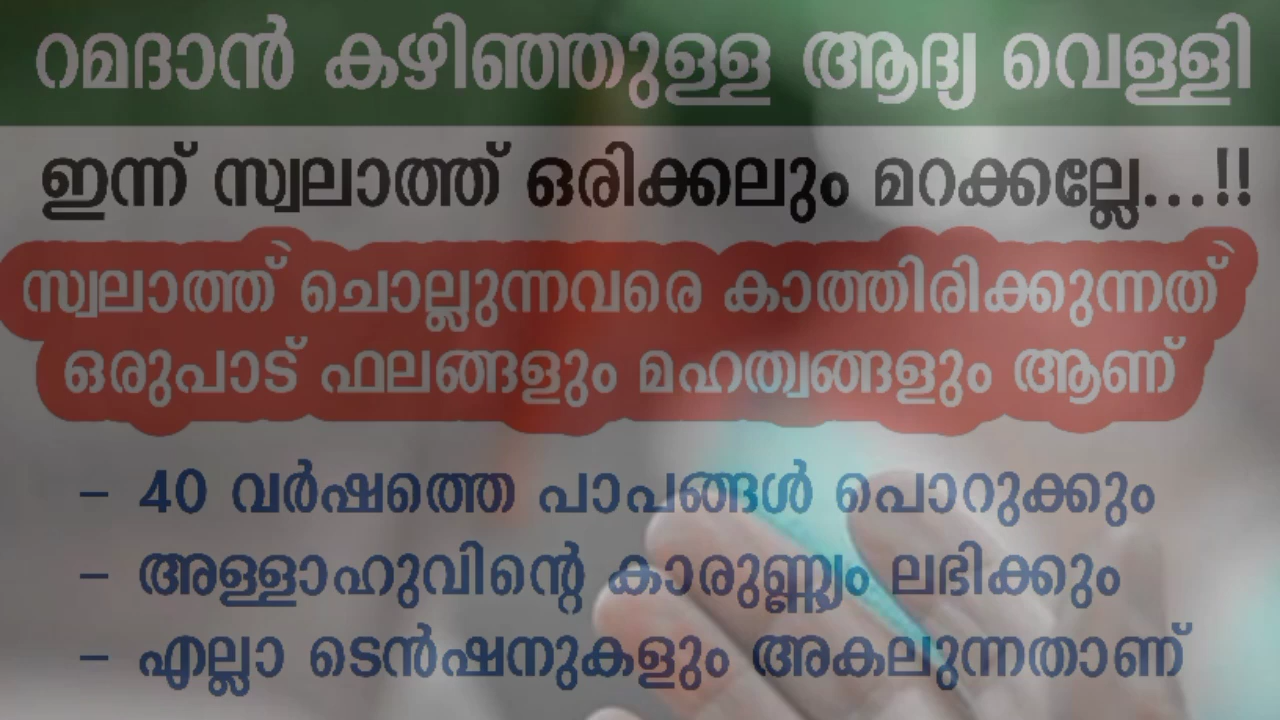 റമദാൻ കഴിഞ്ഞുള്ള ആദ്യ വെള്ളി
ഇന്ന് സ്വലാത്ത് ഒരിക്കലും മറക്കല്ലേ...!!
സ്വലാത്ത് ചൊല്ലുന്നവരെ കാത്തിരിക്കുന്നത്
ഒരുപാട് ഫലങ്ങളും മഹത്വങ്ങളും ആണ്
– 40 വർഷത്തെ പാപങ്ങൾ പൊറുക്കും
– അള്ളാഹുവിന്റെ കാരുണ്ണ്യം ലഭിക്കും
– എല്ലാ ടെൻഷനുകളും അകലുന്നതാണ്